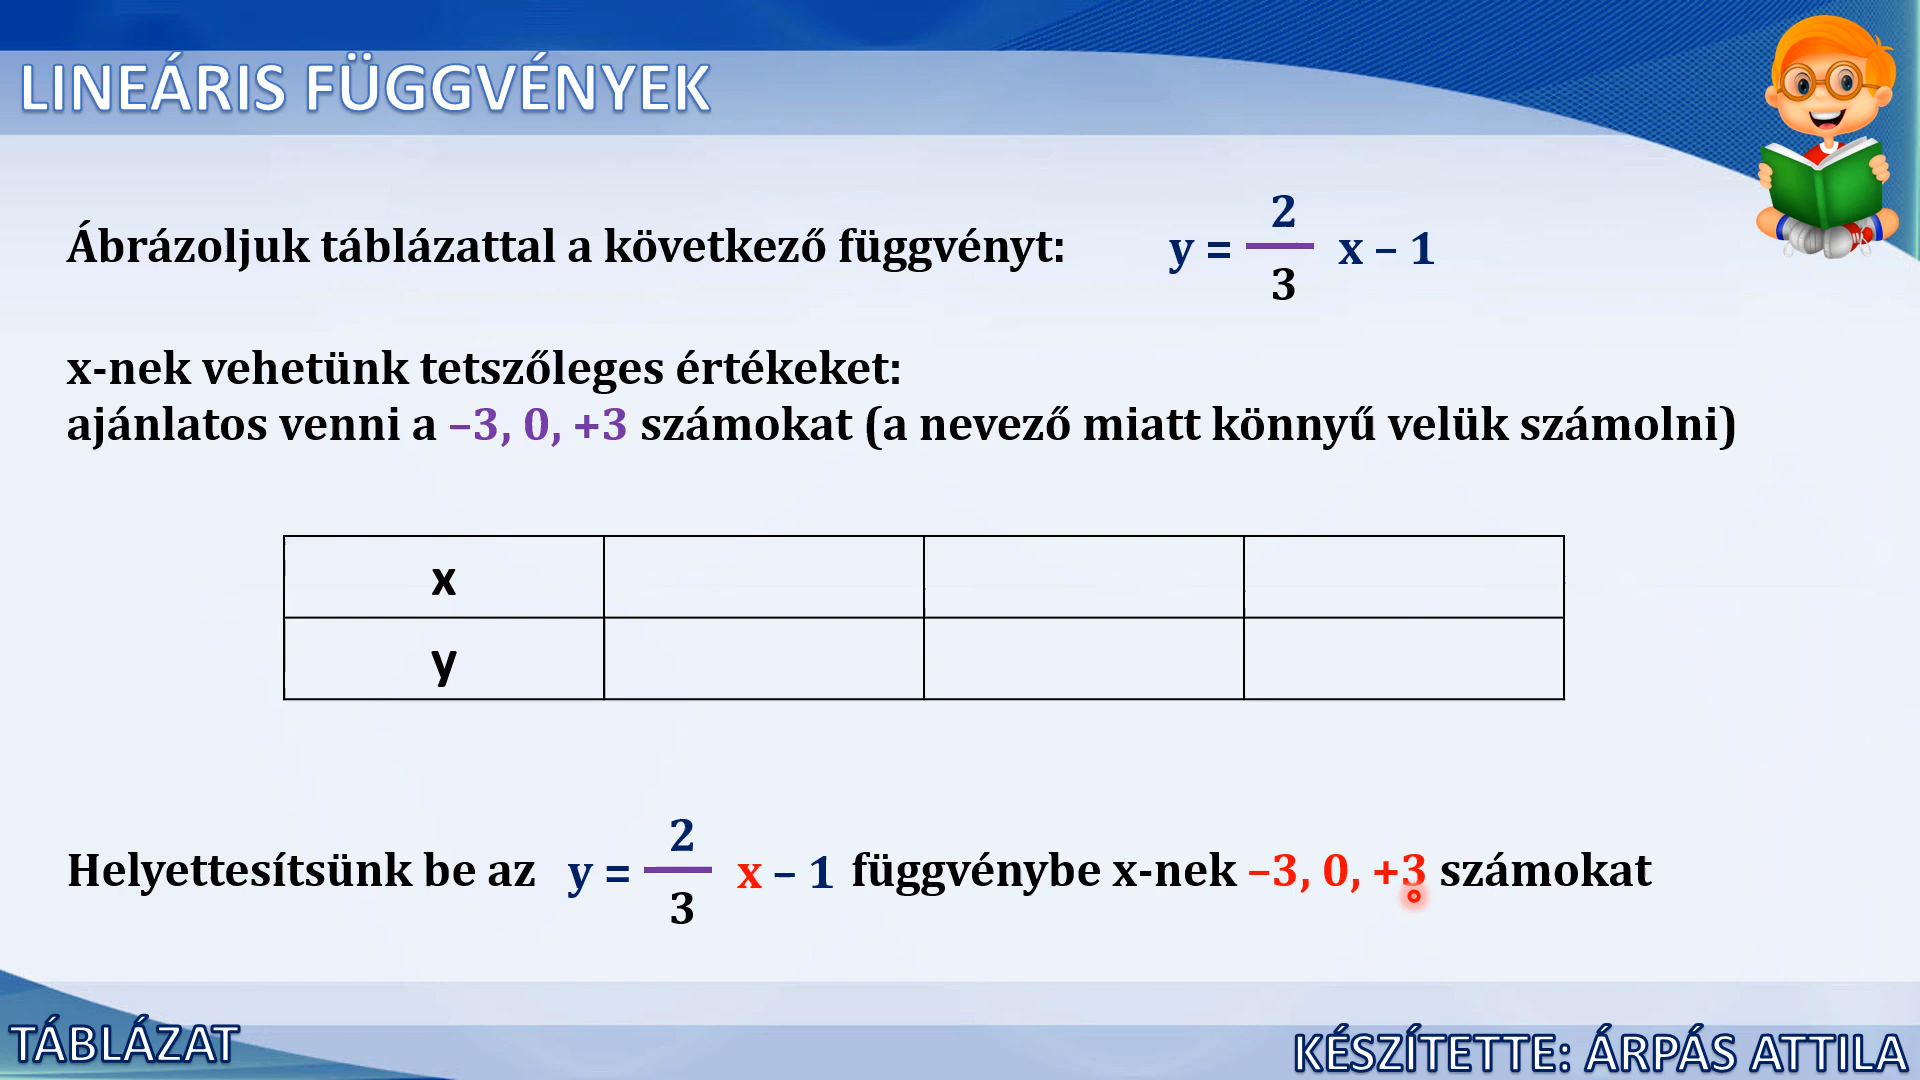 LINEÁRIS FÜGGVÉNYEK
Ábrázoljuk táblázattal a következő függvényt: y = 2/3 x – 1
x-nek vehetünk tetszőleges értékeket:
ajánlatos venni a –3, 0, +3 számokat (a nevező miatt könnyű velük számolni)
x
y
Helyettesítsünk be az y = 2/3 x – 1 függvénybe x-nek –3, 0, +3 számokat
TÁBLÁZAT
KÉSZÍTETTE: ÁRPÁS ATTILA